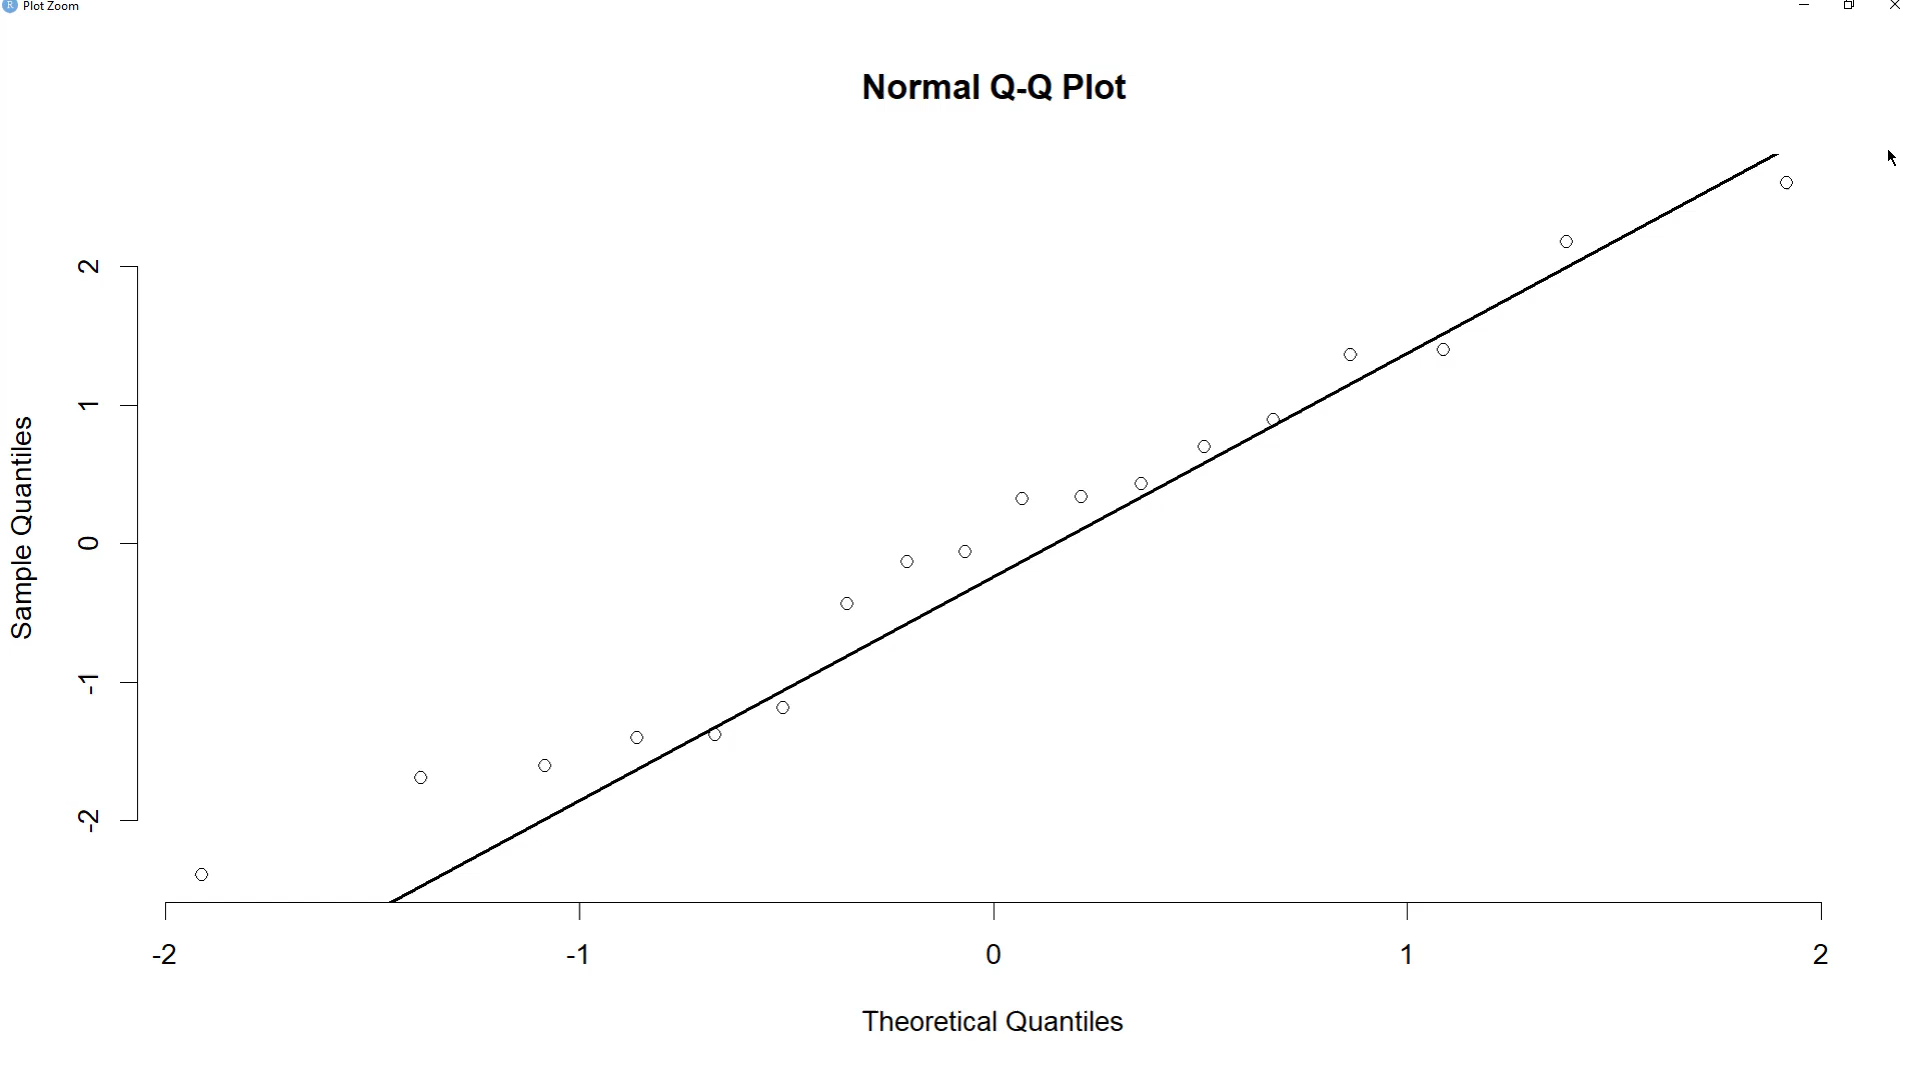 R Plot Zoom
Normal Q-Q Plot
Sample Quantiles
2
1
0
-1
-2
-2 -1 0 1 2
Theoretical Quantiles